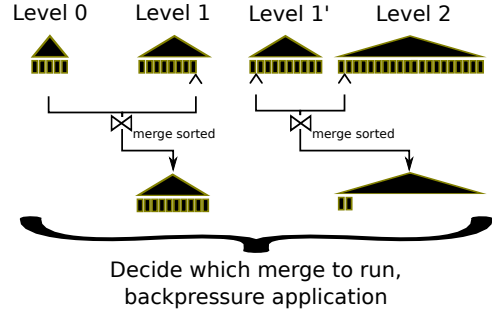 Level 0 Level 1 Level 1' Level 2
merge sorted merge sorted
Decide which merge to run,
backpressure application